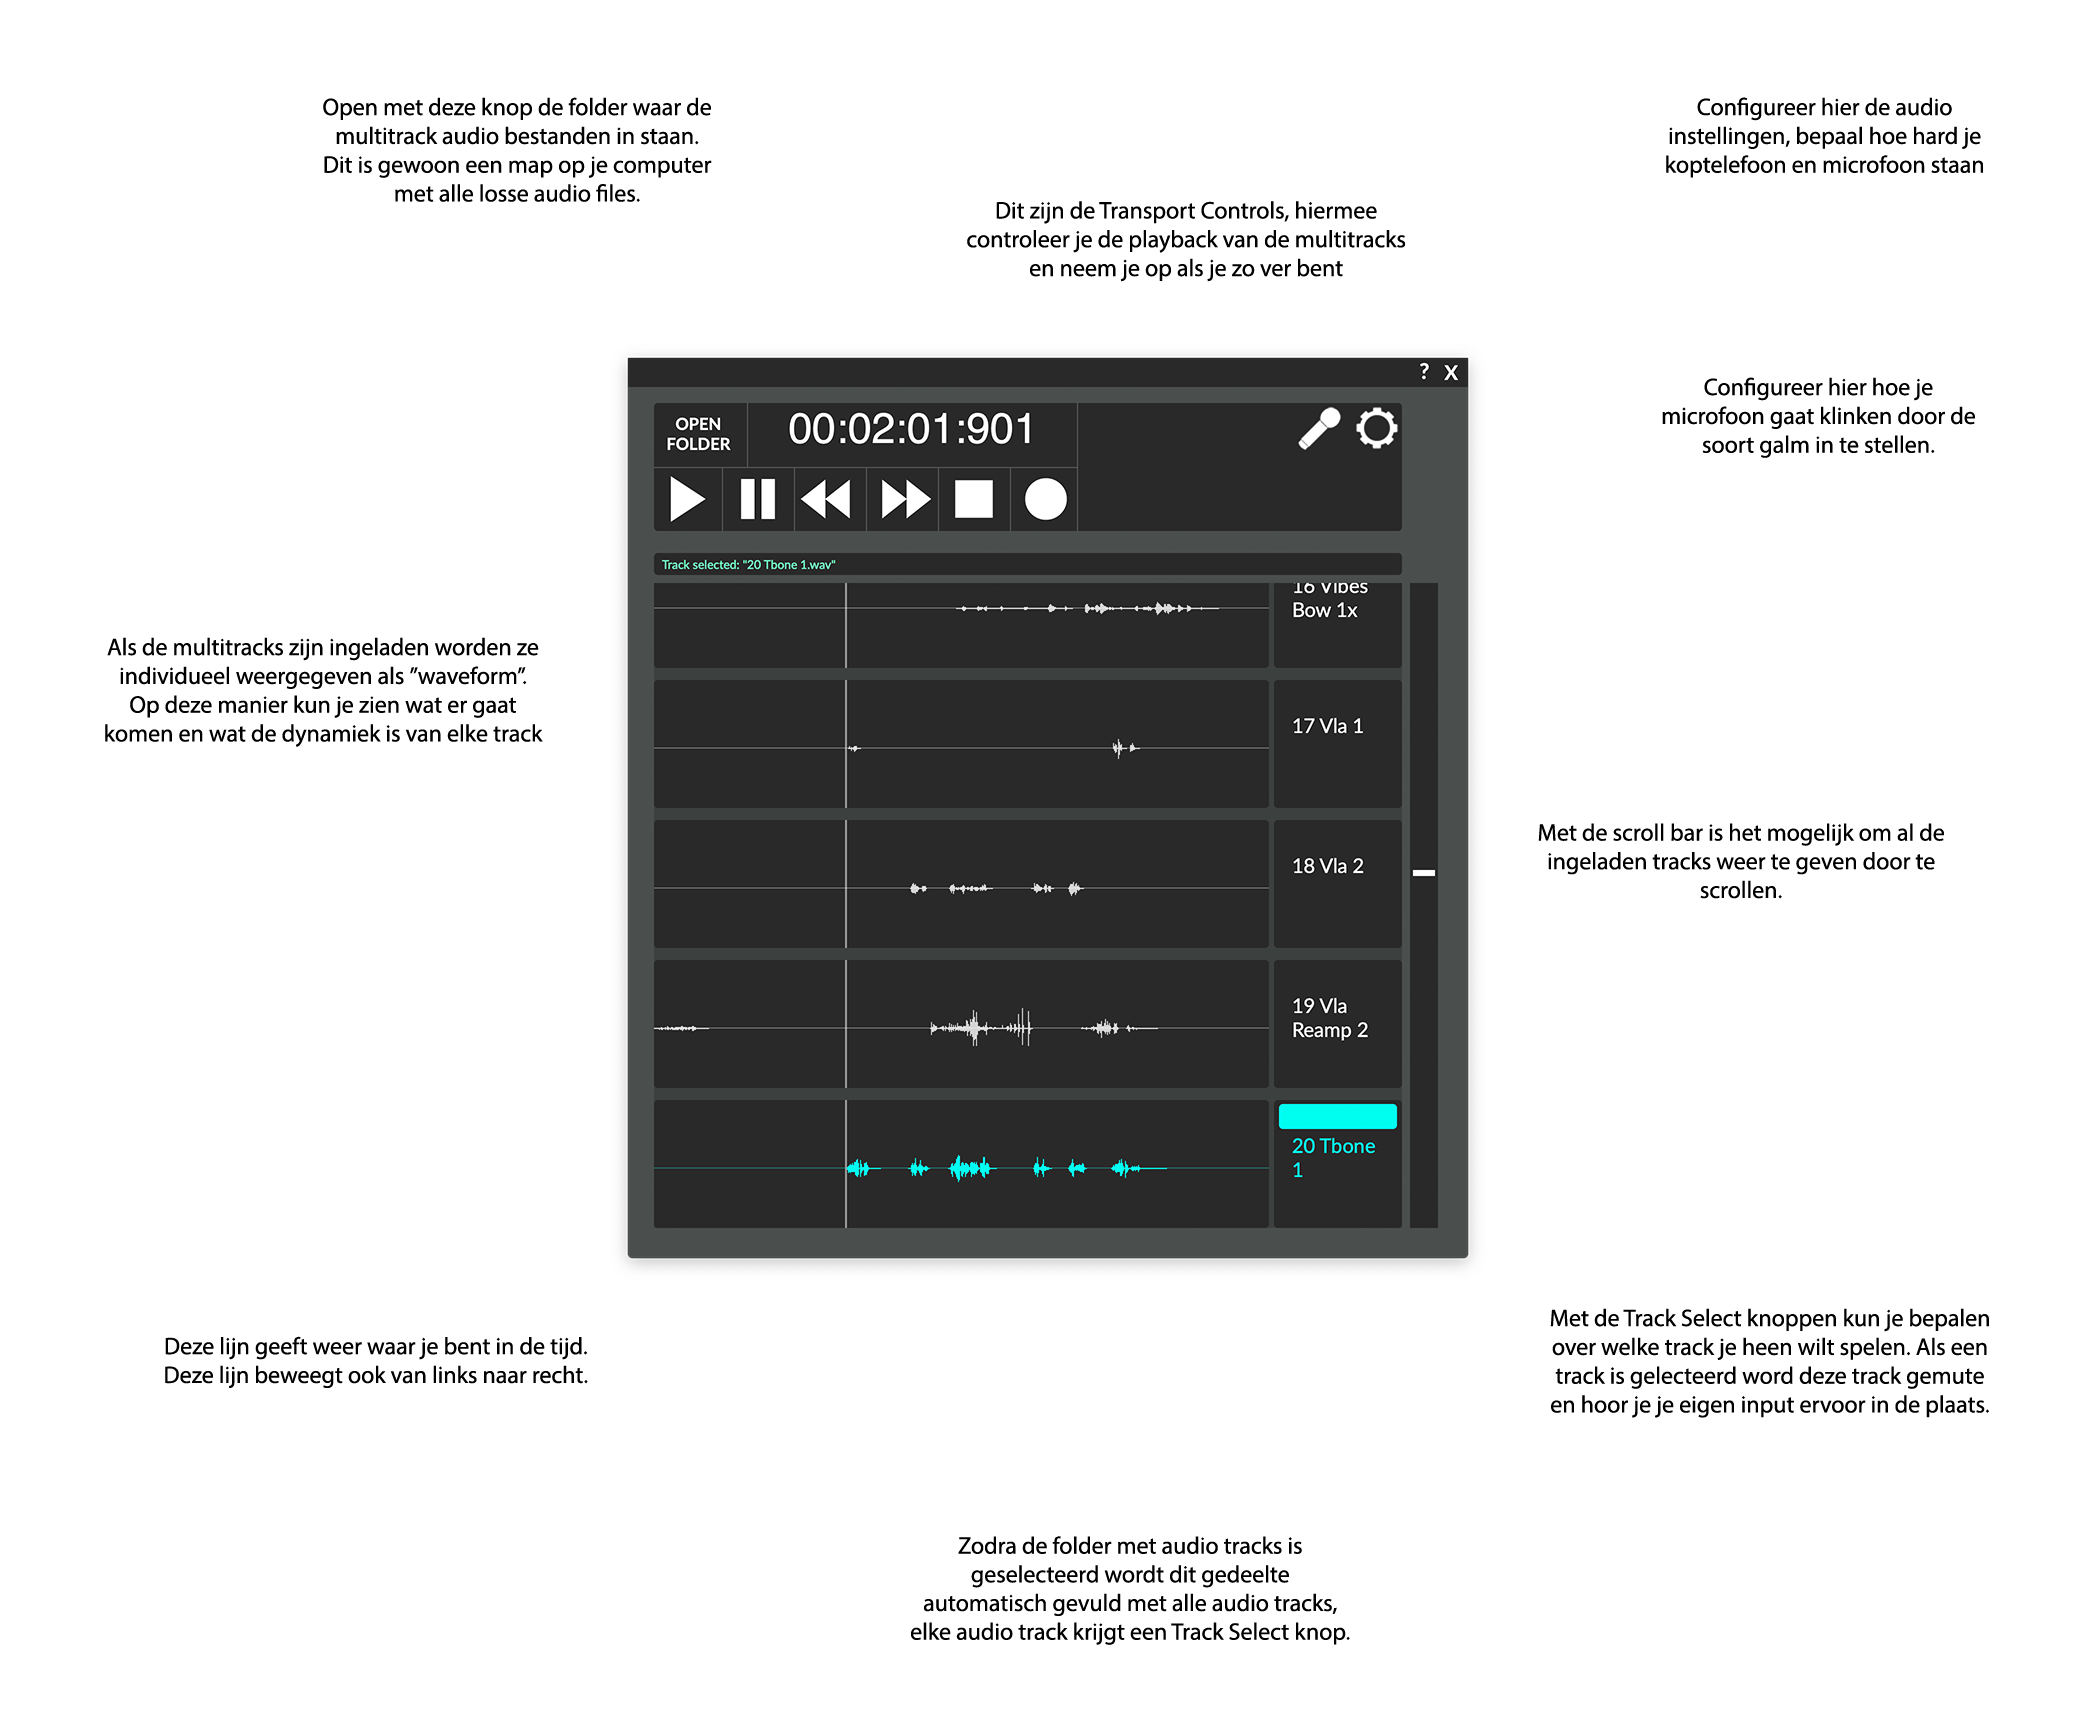 Open met deze knop de folder waar de
multitrack audio bestanden in staan.
Dit is gewoon een map op je computer
met alle losse audio files.
Configureer hier de audio
instellingen, bepaal hoe hard je
koptelefoon en microfoon staan
Dit zijn de Transport Controls, hiermee
controleer je de playback van de multitracks
en neem je op als je zo ver bent
? X
Configureer hier hoe je
microfoon gaat klinken door de
soort galm in te stellen.
OPEN
FOLDER
00:02:01:901
Track selected: "20 Tbone 1.wav"
16 Vibes
Bow 1x
Als de multitracks zijn ingeladen worden ze
individueel weergegeven als ”waveform”.
Op deze manier kun je zien wat er gaat
komen en wat de dynamiek is van elke track
17 Vla 1
18 Vla 2
Met de scroll bar is het mogelijk om al de
ingeladen tracks weer te geven door te
scrollen.
19 Vla
Reamp 2
20 Tbone
1
Deze lijn geeft weer waar je bent in de tijd.
Deze lijn beweegt ook van links naar recht.
Met de Track Select knoppen kun je bepalen
over welke track je heen wilt spelen. Als een
track is gelecteerd word deze track gemute
en hoor je je eigen input ervoor in de plaats.
Zodra de folder met audio tracks is
geselecteerd wordt dit gedeelte
automatisch gevuld met alle audio tracks,
elke audio track krijgt een Track Select knop.